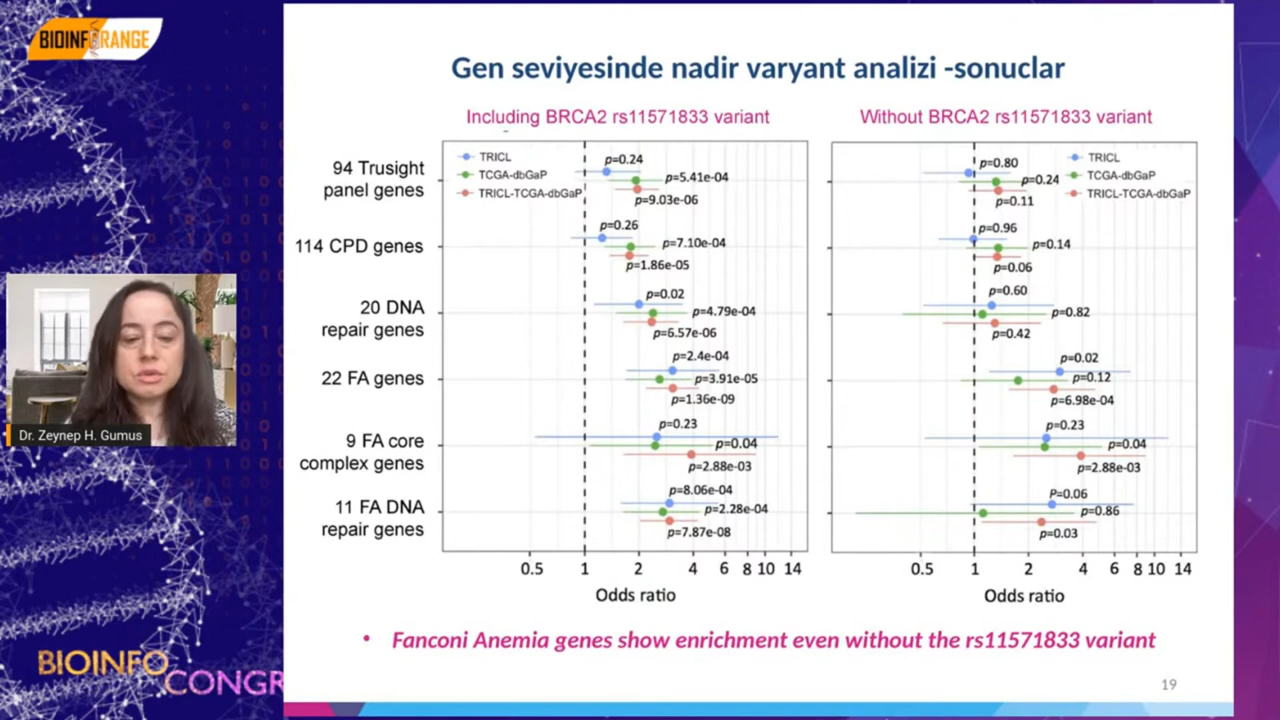 BIOINFORANGE
Gen seviyesinde nadir varyant analizi -sonuclar
Including BRCA2 rs11571833 variant
Without BRCA2 rs11571833 variant
TRICL
TCGA-dbGaP
TRICL-TCGA-dbGaP
TRICL
TCGA-dbGaP
TRICL-TCGA-dbGaP
94 Trusight
panel genes
p=0.24
p=5.41e-04
p=9.03e-06
p=0.80
p=0.24
p=0.11
114 CPD genes
p=0.26
p=7.10e-04
p=1.86e-05
p=0.96
p=0.14
p=0.06
20 DNA
repair genes
p=0.02
p=4.79e-04
p=6.57e-06
p=0.60
p=0.82
p=0.42
22 FA genes
p=2.4e-04
p=3.91e-05
p=1.36e-09
p=0.02
p=0.12
p=6.98e-04
9 FA core
complex genes
p=0.23
p=0.04
p=2.88e-03
p=0.23
p=0.04
p=2.88e-03
11 FA DNA
repair genes
p=8.06e-04
p=2.28e-04
p=7.87e-08
P=0.06
p=0.86
p=0.03
0.5 1 2 4 6 8 10 14
0.5 1 2 4 6 8 10 14
Odds ratio
Odds ratio
• Fanconi Anemia genes show enrichment even without the rs11571833 variant
19
Dr. Zeynep H. Gumus
BIOINFO
CONGR